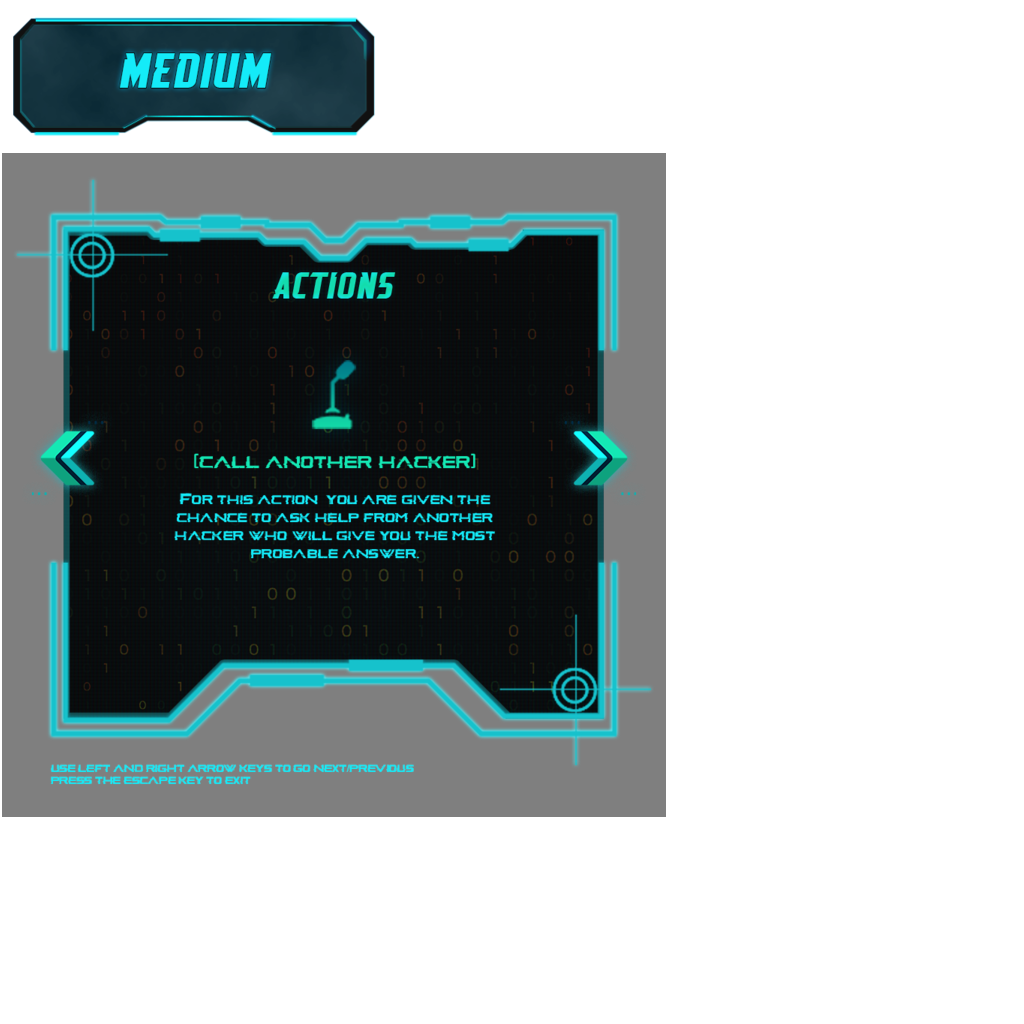 MEDIUM
ACTIONS
[CALL ANOTHER HACKER]
FOR THIS ACTION YOU ARE GIVEN THE
CHANCE TO ASK HELP FROM ANOTHER
HACKER WHO WILL GIVE YOU THE MOST
PROBABLE ANSWER.
USE LEFT AND RIGHT ARROW KEYS TO GO NEXT/PREVIOUS
PRESS THE ESCAPE KEY TO EXIT